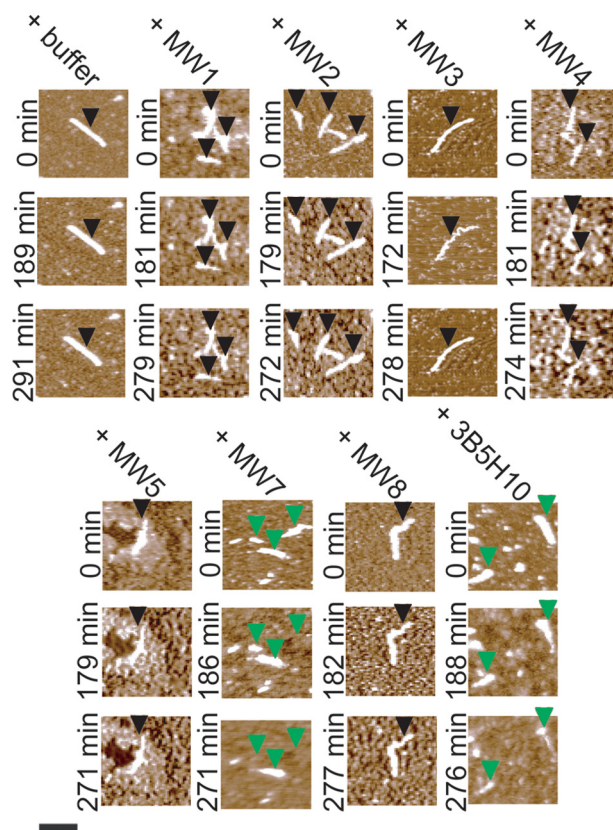 + buffer + MW1 + MW2 + MW3 + MW4
0 min 0 min 0 min 0 min 0 min
189 min 181 min 179 min 172 min 181 min
291 min 279 min 272 min 278 min 274 min
+ MW5 + MW7 + MW8 + 3B5H10
0 min 0 min 0 min 0 min
179 min 186 min 182 min 188 min
271 min 271 min 277 min 276 min